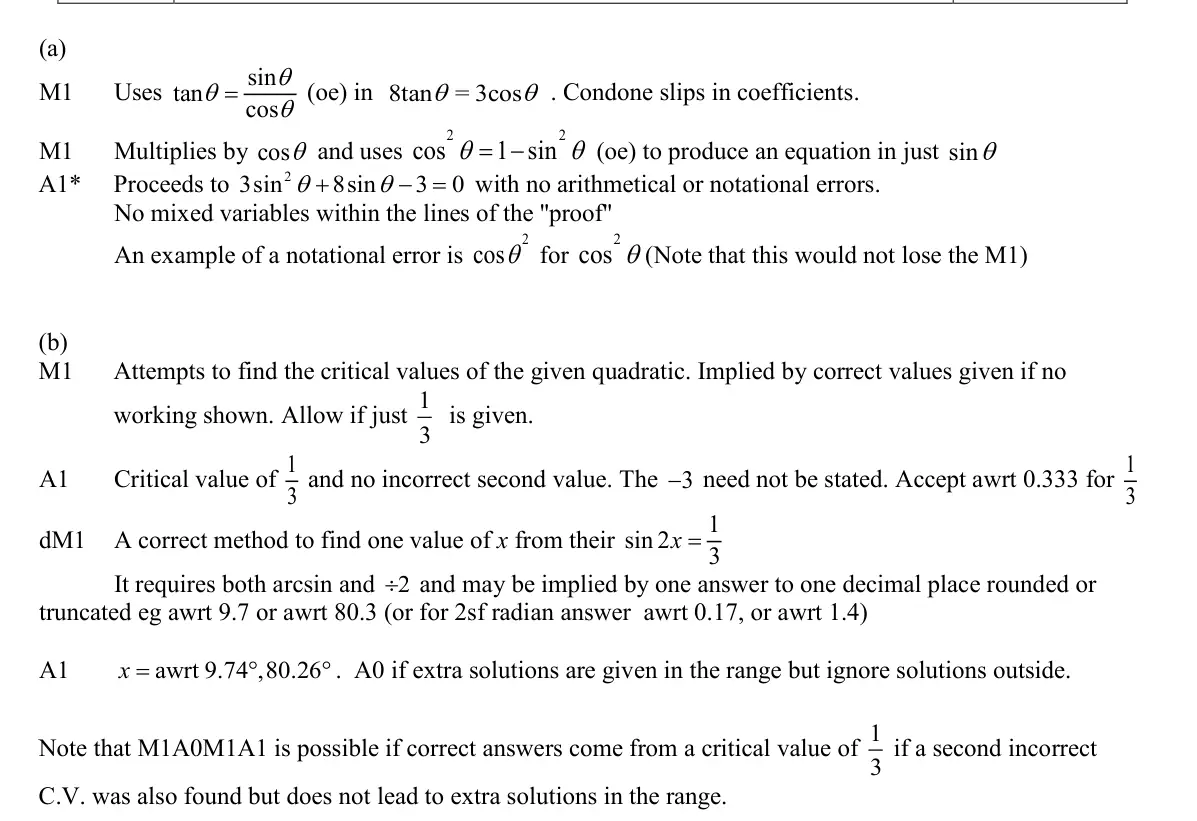 (a)
M1 Uses tanθ = sinθ/cosθ (oe) in 8tanθ = 3cosθ . Condone slips in coefficients.
M1 Multiplies by cosθ and uses cos² θ = 1 − sin² θ (oe) to produce an equation in just sin θ
A1* Proceeds to 3sin² θ + 8sin θ − 3 = 0 with no arithmetical or notational errors.
No mixed variables within the lines of the "proof"
An example of a notational error is cosθ² for cos² θ (Note that this would not lose the M1)
(b)
M1 Attempts to find the critical values of the given quadratic. Implied by correct values given if no
working shown. Allow if just 1/3 is given.
A1 Critical value of 1/3 and no incorrect second value. The −3 need not be stated. Accept awrt 0.333 for 1/3
dM1 A correct method to find one value of x from their sin 2x = 1/3
It requires both arcsin and ÷2 and may be implied by one answer to one decimal place rounded or
truncated eg awrt 9.7 or awrt 80.3 (or for 2sf radian answer awrt 0.17, or awrt 1.4)
A1 x = awrt 9.74°, 80.26° . A0 if extra solutions are given in the range but ignore solutions outside.
Note that M1A0M1A1 is possible if correct answers come from a critical value of 1/3 if a second incorrect
C.V. was also found but does not lead to extra solutions in the range.